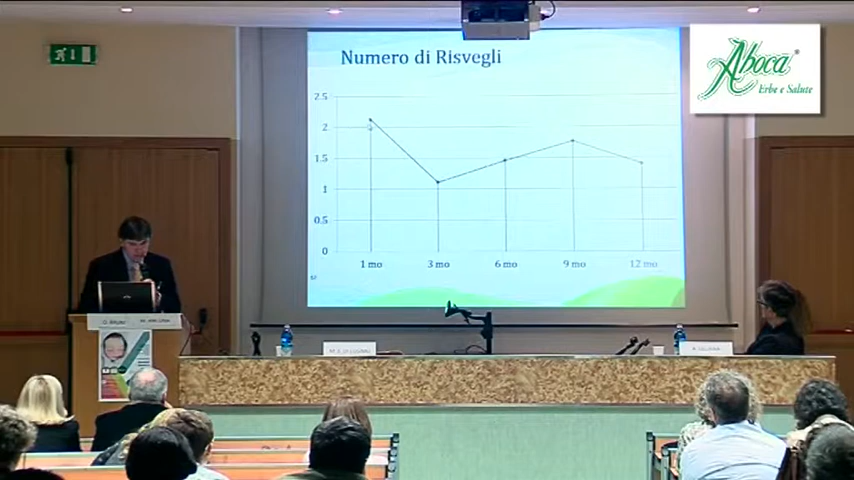 Numero di Risvegli
2.5
2
1.5
1
0.5
0
1 mo
3 mo
6 mo
9 mo
12 mo
Aboca
Erbe e Salute